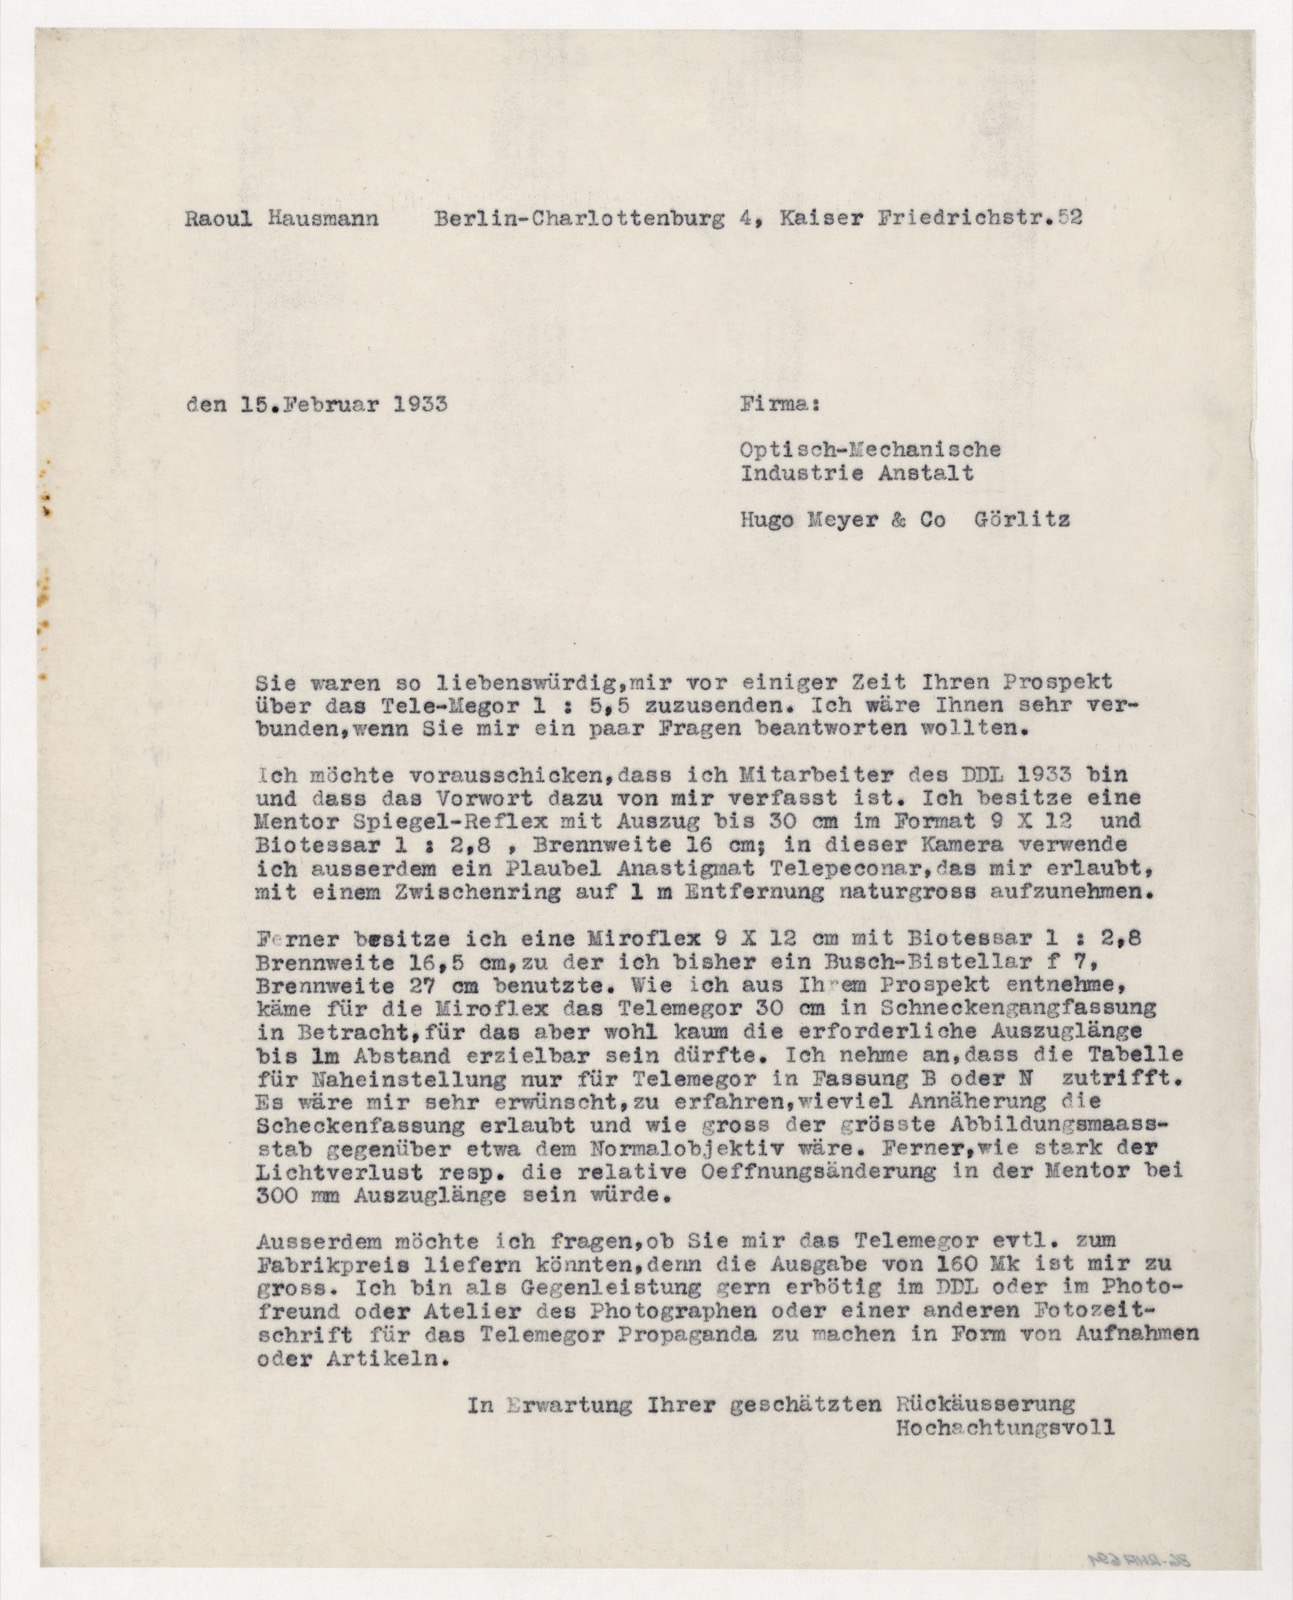 Raoul Hausmann    Berlin-Charlottenburg 4, Kaiser Friedrichstr.52
den 15.Februar 1933
Firma:
Optisch-Mechanische
Industrie Anstalt
Hugo Meyer & Co  Görlitz
Sie waren so liebenswürdig,mir vor einiger Zeit Ihren Prospekt
über das Tele-Megor 1 : 5,5 zuzusenden. Ich wäre Ihnen sehr ver-
bunden,wenn Sie mir ein paar Fragen beantworten wollten.
Ich möchte vorausschicken,dass ich Mitarbeiter des DDL 1933 bin
und dass das Vorwort dazu von mir verfasst ist. Ich besitze eine
Mentor Spiegel-Reflex mit Auszug bis 30 cm im Format 9 X 12  und
Biotessar 1 : 2,8 , Brennweite 16 cm; in dieser Kamera verwende
ich ausserdem ein Plaubel Anastigmat Telepeconar,das mir erlaubt,
mit einem Zwischenring auf 1 m Entfernung naturgross aufzunehmen.
Ferner besitze ich eine Miroflex 9 X 12 cm mit Biotessar 1 : 2,8
Brennweite 16,5 cm,zu der ich bisher ein Busch-Bistellar f 7,
Brennweite 27 cm benutzte. Wie ich aus Ihrem Prospekt entnehme,
käme für die Miroflex das Telemegor 30 cm in Schneckengangfassung
in Betracht,für das aber wohl kaum die erforderliche Auszuglänge
bis 1m Abstand erzielbar sein dürfte. Ich nehme an,dass die Tabelle
für Naheinstellung nur für Telemegor in Fassung B oder N  zutrifft.
Es wäre mir sehr erwünscht,zu erfahren,wieviel Annäherung die
Scheckenfassung erlaubt und wie gross der grösste Abbildungsmaass-
stab gegenüber etwa dem Normalobjektiv wäre. Ferner,wie stark der
Lichtverlust resp. die relative Oeffnungsänderung in der Mentor bei
300 mm Auszuglänge sein würde.
Ausserdem möchte ich fragen,ob Sie mir das Telemegor evtl. zum
Fabrikpreis liefern könnten,denn die Ausgabe von 160 Mk ist mir zu
gross. Ich bin als Gegenleistung gern erbötig im DDL oder im Photo-
freund oder Atelier des Photographen oder einer anderen Fotozeit-
schrift für das Telemegor Propaganda zu machen in Form von Aufnahmen
oder Artikeln.
In Erwartung Ihrer geschätzten Rückäusserung
Hochachtungsvoll